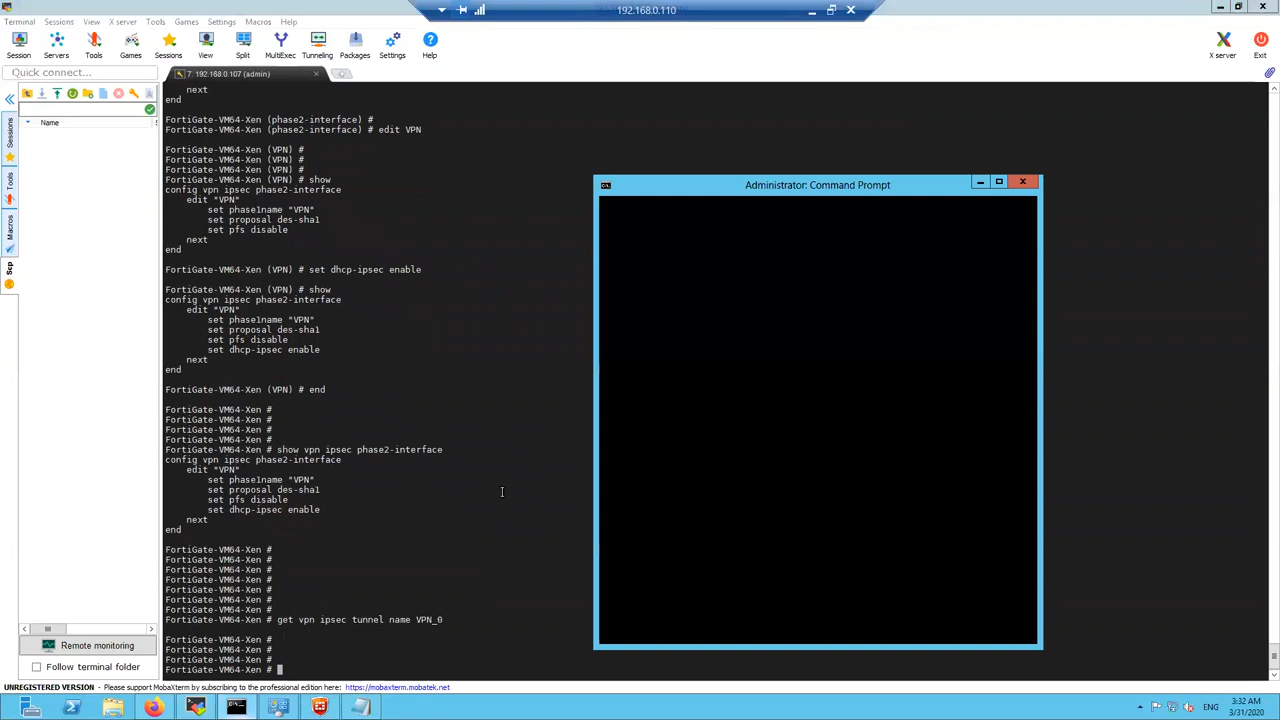 192.168.0.110
Terminal Sessions View X server Tools Games Settings Macros Help
Session Servers Tools Games Sessions View Split MultiExec Tunneling Packages Settings Help X server Exit
Quick connect...
7. 192.168.0.107 (admin)
Name
Sessions
Tools
Macros
Scp
next
end
FortiGate-VM64-Xen (phase2-interface) #
FortiGate-VM64-Xen (phase2-interface) # edit VPN
FortiGate-VM64-Xen (VPN) #
FortiGate-VM64-Xen (VPN) #
FortiGate-VM64-Xen (VPN) #
FortiGate-VM64-Xen (VPN) # show
config vpn ipsec phase2-interface
edit "VPN"
set phase1name "VPN"
set proposal des-sha1
set pfs disable
next
end
FortiGate-VM64-Xen (VPN) # set dhcp-ipsec enable
FortiGate-VM64-Xen (VPN) # show
config vpn ipsec phase2-interface
edit "VPN"
set phase1name "VPN"
set proposal des-sha1
set pfs disable
set dhcp-ipsec enable
next
end
FortiGate-VM64-Xen (VPN) # end
FortiGate-VM64-Xen #
FortiGate-VM64-Xen #
FortiGate-VM64-Xen #
FortiGate-VM64-Xen #
FortiGate-VM64-Xen # show vpn ipsec phase2-interface
config vpn ipsec phase2-interface
edit "VPN"
set phase1name "VPN"
set proposal des-sha1
set pfs disable
set dhcp-ipsec enable
next
end
FortiGate-VM64-Xen #
FortiGate-VM64-Xen #
FortiGate-VM64-Xen #
FortiGate-VM64-Xen #
FortiGate-VM64-Xen #
FortiGate-VM64-Xen #
FortiGate-VM64-Xen #
FortiGate-VM64-Xen # get vpn ipsec tunnel name VPN_0
FortiGate-VM64-Xen #
FortiGate-VM64-Xen #
FortiGate-VM64-Xen #
FortiGate-VM64-Xen #
Administrator: Command Prompt
Remote monitoring
Follow terminal folder
UNREGISTERED VERSION - Please support MobaXterm by subscribing to the professional edition here: https://mobaxterm.mobatek.net
ENG
3:32 AM
3/31/2020